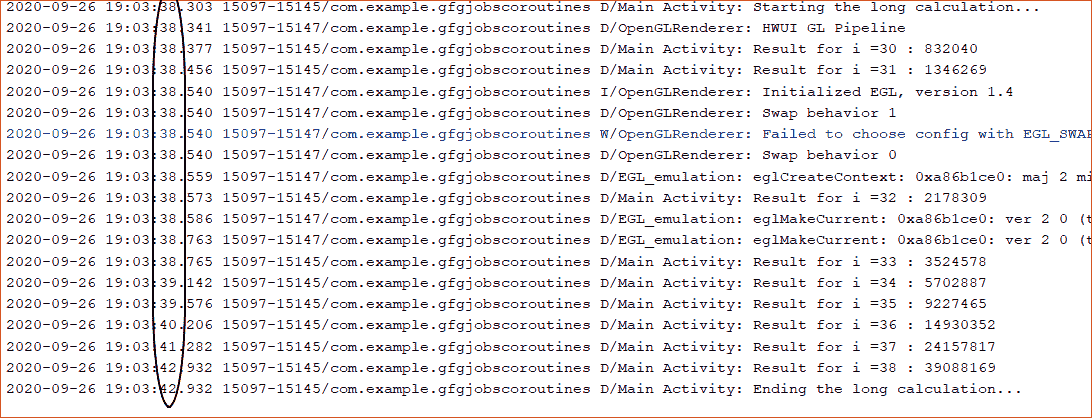 2020-09-26 19:03:38.303 15097-15145/com.example.gfgjobscoroutines D/Main Activity: Starting the long calculation...
2020-09-26 19:03:38.341 15097-15147/com.example.gfgjobscoroutines D/OpenGLRenderer: HWUI GL Pipeline
2020-09-26 19:03:38.377 15097-15145/com.example.gfgjobscoroutines D/Main Activity: Result for i =30 : 832040
2020-09-26 19:03:38.456 15097-15145/com.example.gfgjobscoroutines D/Main Activity: Result for i =31 : 1346269
2020-09-26 19:03:38.540 15097-15147/com.example.gfgjobscoroutines I/OpenGLRenderer: Initialized EGL, version 1.4
2020-09-26 19:03:38.540 15097-15147/com.example.gfgjobscoroutines D/OpenGLRenderer: Swap behavior 1
2020-09-26 19:03:38.540 15097-15147/com.example.gfgjobscoroutines W/OpenGLRenderer: Failed to choose config with EGL_SWAP
2020-09-26 19:03:38.540 15097-15147/com.example.gfgjobscoroutines D/OpenGLRenderer: Swap behavior 0
2020-09-26 19:03:38.559 15097-15147/com.example.gfgjobscoroutines D/EGL_emulation: eglCreateContext: 0xa86b1ce0: maj 2 mi
2020-09-26 19:03:38.573 15097-15145/com.example.gfgjobscoroutines D/Main Activity: Result for i =32 : 2178309
2020-09-26 19:03:38.586 15097-15147/com.example.gfgjobscoroutines D/EGL_emulation: eglMakeCurrent: 0xa86b1ce0: ver 2 0 (t
2020-09-26 19:03:38.763 15097-15147/com.example.gfgjobscoroutines D/EGL_emulation: eglMakeCurrent: 0xa86b1ce0: ver 2 0 (t
2020-09-26 19:03:38.765 15097-15145/com.example.gfgjobscoroutines D/Main Activity: Result for i =33 : 3524578
2020-09-26 19:03:39.142 15097-15145/com.example.gfgjobscoroutines D/Main Activity: Result for i =34 : 5702887
2020-09-26 19:03:39.576 15097-15145/com.example.gfgjobscoroutines D/Main Activity: Result for i =35 : 9227465
2020-09-26 19:03:40.206 15097-15145/com.example.gfgjobscoroutines D/Main Activity: Result for i =36 : 14930352
2020-09-26 19:03:41.282 15097-15145/com.example.gfgjobscoroutines D/Main Activity: Result for i =37 : 24157817
2020-09-26 19:03:42.932 15097-15145/com.example.gfgjobscoroutines D/Main Activity: Result for i =38 : 39088169
2020-09-26 19:03:42.932 15097-15145/com.example.gfgjobscoroutines D/Main Activity: Ending the long calculation...